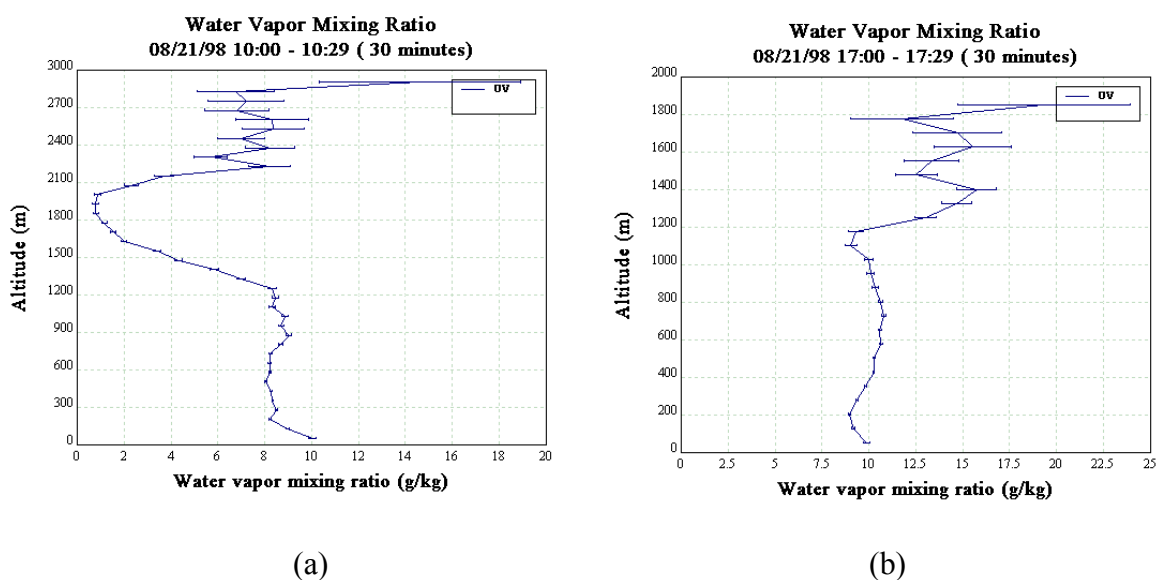 Water Vapor Mixing Ratio
08/21/98 10:00 - 10:29 ( 30 minutes)
3000
2700
2400
2100
1800
1500
1200
900
600
300
0
Altitude (m)
UV
0 2 4 6 8 10 12 14 16 18 20
Water vapor mixing ratio (g/kg)
(a)
Water Vapor Mixing Ratio
08/21/98 17:00 - 17:29 ( 30 minutes)
2000
1800
1600
1400
1200
1000
800
600
400
200
0
Altitude (m)
UV
0 2.5 5 7.5 10 12.5 15 17.5 20 22.5 25
Water vapor mixing ratio (g/kg)
(b)